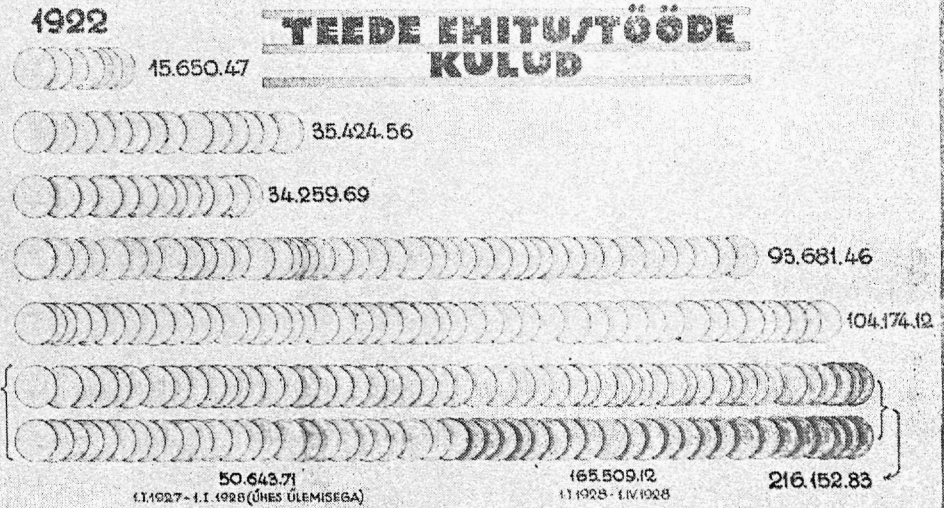 1922
TEEDE EHITUSTÖÖDE
KULUD
15.650.47
35.424.56
34.259.69
93.681.46
104.174.12
50.643.71
1.I.1927-1.I.1928 (ÜHES ÜLEMISEGA)
165.509.12
1.I.1928-1.IV.1928
216.152.83